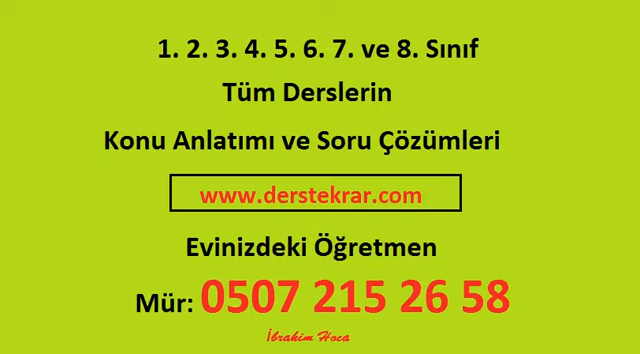 1. 2. 3. 4. 5. 6. 7. ve 8. Sınıf
Tüm Derslerin
Konu Anlatımı ve Soru Çözümleri
www.derstekrar.com
Evinizdeki Öğretmen
Mür: 0507 215 26 58
İbrahim Hoca